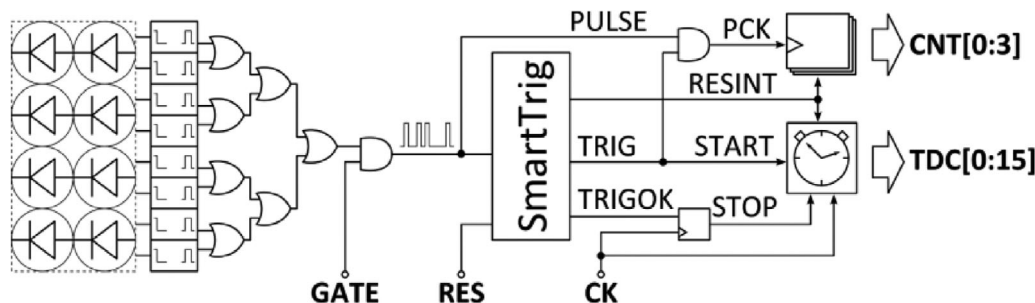 PULSE
PCK
CNT[0:3]
RESINT
SmartTrig
TRIG
START
TDC[0:15]
TRIGOK
STOP
GATE
RES
CK